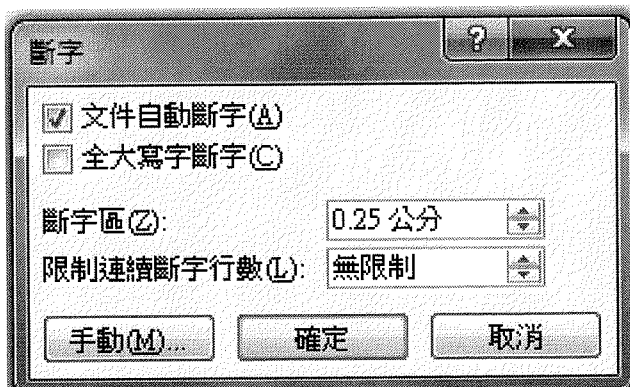 斷字
文件自動斷字(A)
全大寫字斷字(C)
斷字區(Z): 0.25 公分
限制連續斷字行數(L): 無限制
手動(M)... 確定 取消